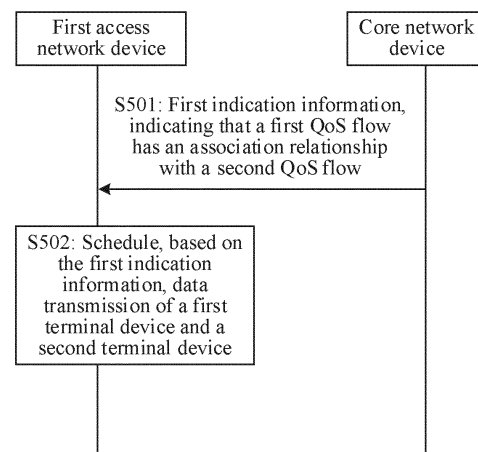 First access
network device
Core network
device
S501: First indication information,
indicating that a first QoS flow
has an association relationship
with a second QoS flow
S502: Schedule, based on
the first indication
information, data
transmission of a first
terminal device and a
second terminal device